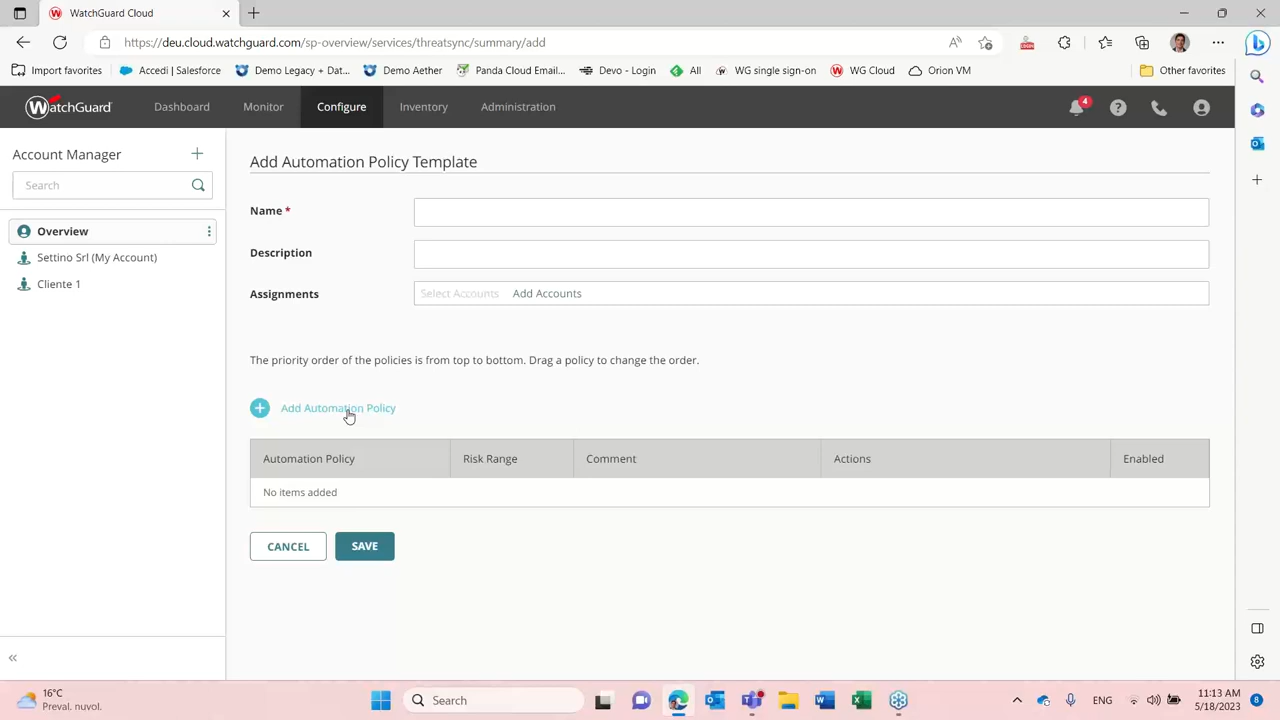 WatchGuard Cloud
https://deu.cloud.watchguard.com/sp-overview/services/threatsync/summary/add
Import favorites
Accedi | Salesforce
Demo Legacy + Dat...
Demo Aether
Panda Cloud Email...
Devo - Login
All
WG single sign-on
WG Cloud
Orion VM
Other favorites
WatchGuard
Dashboard
Monitor
Configure
Inventory
Administration
4
Account Manager
Search
Overview
Settino Srl (My Account)
Cliente 1
Add Automation Policy Template
Name *
Description
Assignments
Select Accounts Add Accounts
The priority order of the policies is from top to bottom. Drag a policy to change the order.
Add Automation Policy
Automation Policy
Risk Range
Comment
Actions
Enabled
No items added
CANCEL
SAVE
16°C
Preval. nuvol.
Search
ENG
11:13 AM
5/18/2023
8